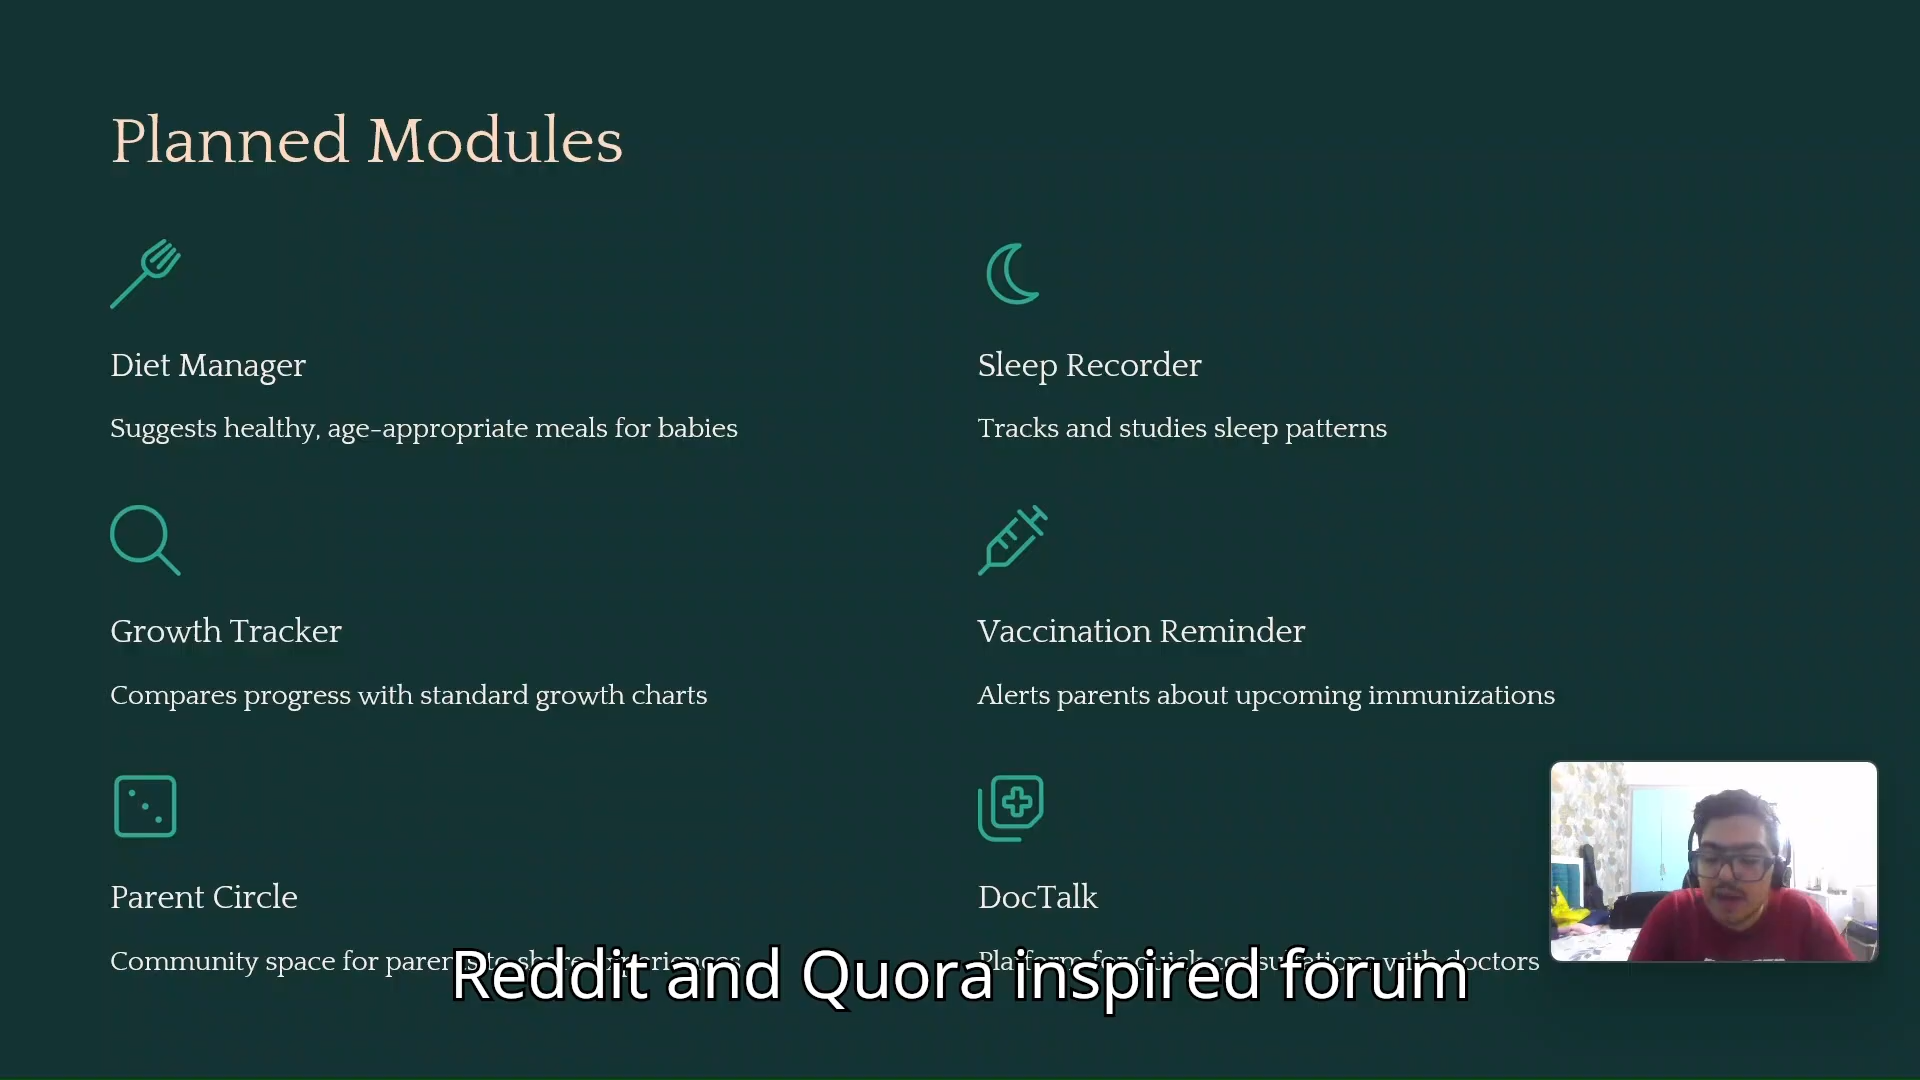 Planned Modules
Diet Manager
Suggests healthy, age-appropriate meals for babies
Sleep Recorder
Tracks and studies sleep patterns
Growth Tracker
Compares progress with standard growth charts
Vaccination Reminder
Alerts parents about upcoming immunizations
Parent Circle
Community space for parents to share experiences
DocTalk
Platform for quick consultations with doctors
Reddit and Quora inspired forum